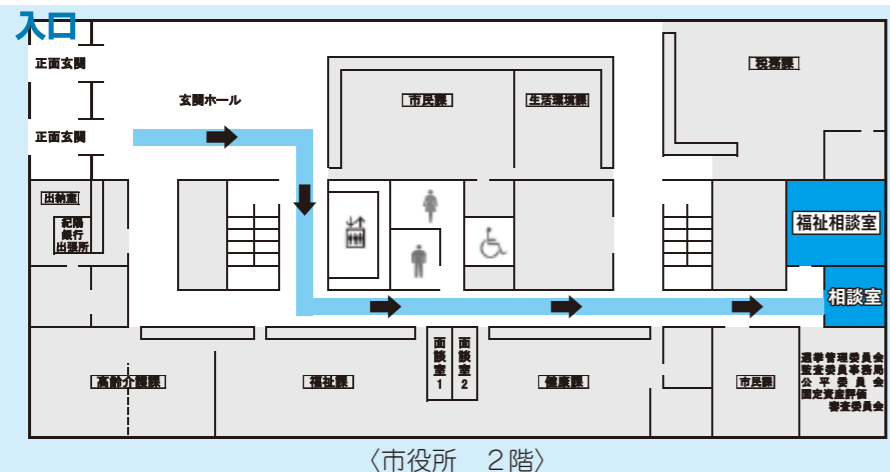 入口
正面玄関
玄関ホール
正面玄関
市民課
生活環境課
税務課
出納室
紀陽
銀行
出張所
福祉相談室
相談室
高齢介護課
福祉課
面談室1
面談室2
健康課
市民課
選挙管理委員会
監査委員事務局
公平委員会
固定資産評価
審査委員会
〈市役所 2階〉